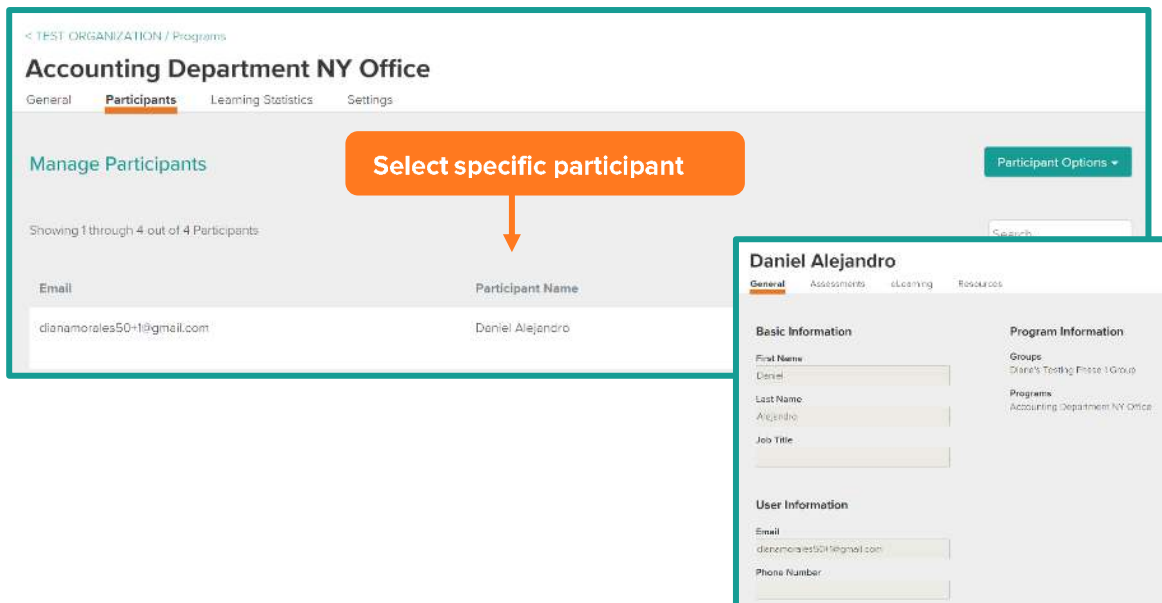 < TEST ORGANIZATION / Programs
Accounting Department NY Office
General Participants Learning Statistics Settings
Manage Participants
Select specific participant
Participant Options
Showing 1 through 4 out of 4 Participants
Search
Email Participant Name
dianamorales50+1@gmail.com Daniel Alejandro
Daniel Alejandro
General Assessments eLearning Resources
Basic Information Program Information
First Name Groups
Daniel Diane's Testing Phase 1 Group
Last Name Programs
Alejandro Accounting Department NY Office
Job Title
User Information
Email
dianamorales50+1@gmail.com
Phone Number